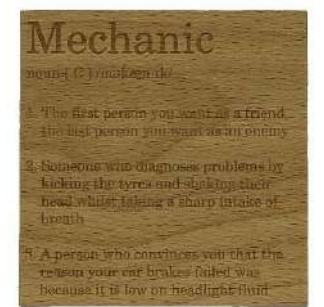 Mechanic
1. The first person you want as a friend,
the last person you want as an enemy
2. Someone who diagnoses problems by
kicking the tyres and shaking their
head whilst taking a sharp intake of
breath
3. A person who convinces you that the
reason your car brakes failed was
because it is low on headlight fluid